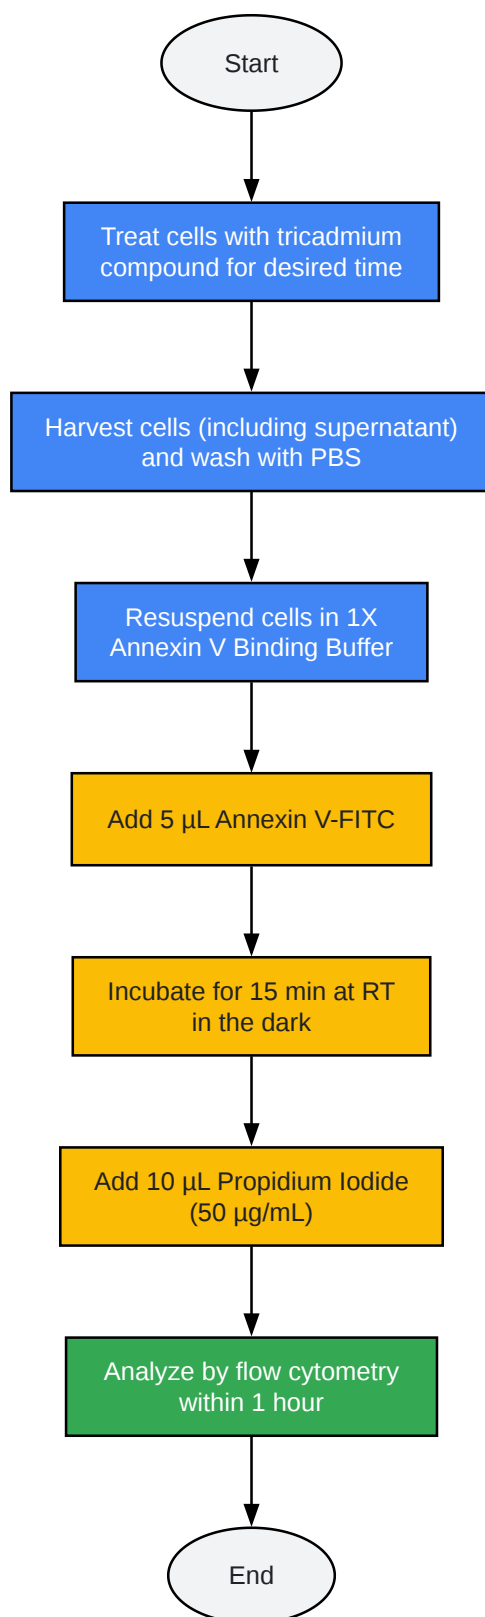 Start
Treat cells with tricadmium
compound for desired time
Harvest cells (including supernatant)
and wash with PBS
Resuspend cells in 1X
Annexin V Binding Buffer
Add 5 µL Annexin V-FITC
Incubate for 15 min at RT
in the dark
Add 10 µL Propidium Iodide
(50 µg/mL)
Analyze by flow cytometry
within 1 hour
End